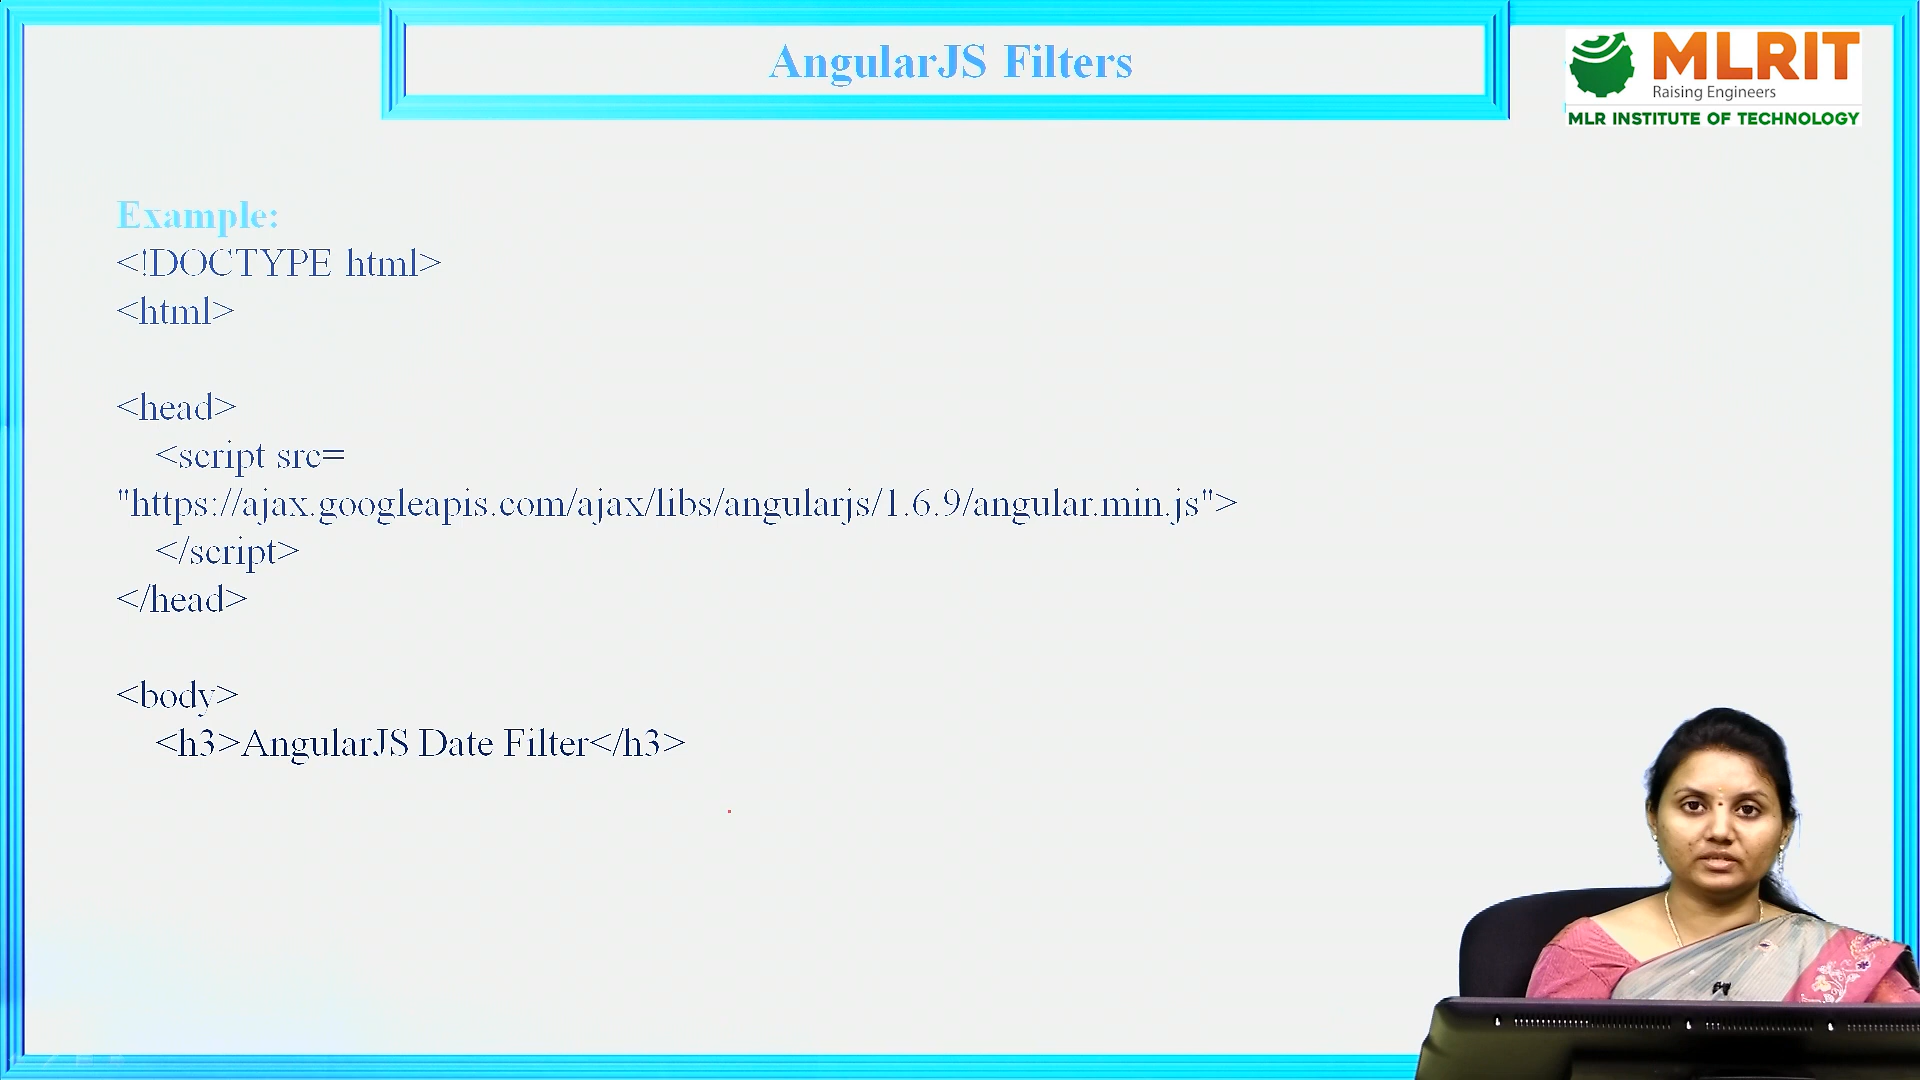 AngularJS Filters
MLRIT
Raising Engineers
MLR INSTITUTE OF TECHNOLOGY
Example:
<!DOCTYPE html>
<html>
<head>
<script src=
"https://ajax.googleapis.com/ajax/libs/angularjs/1.6.9/angular.min.js">
</script>
</head>
<body>
<h3>AngularJS Date Filter</h3>